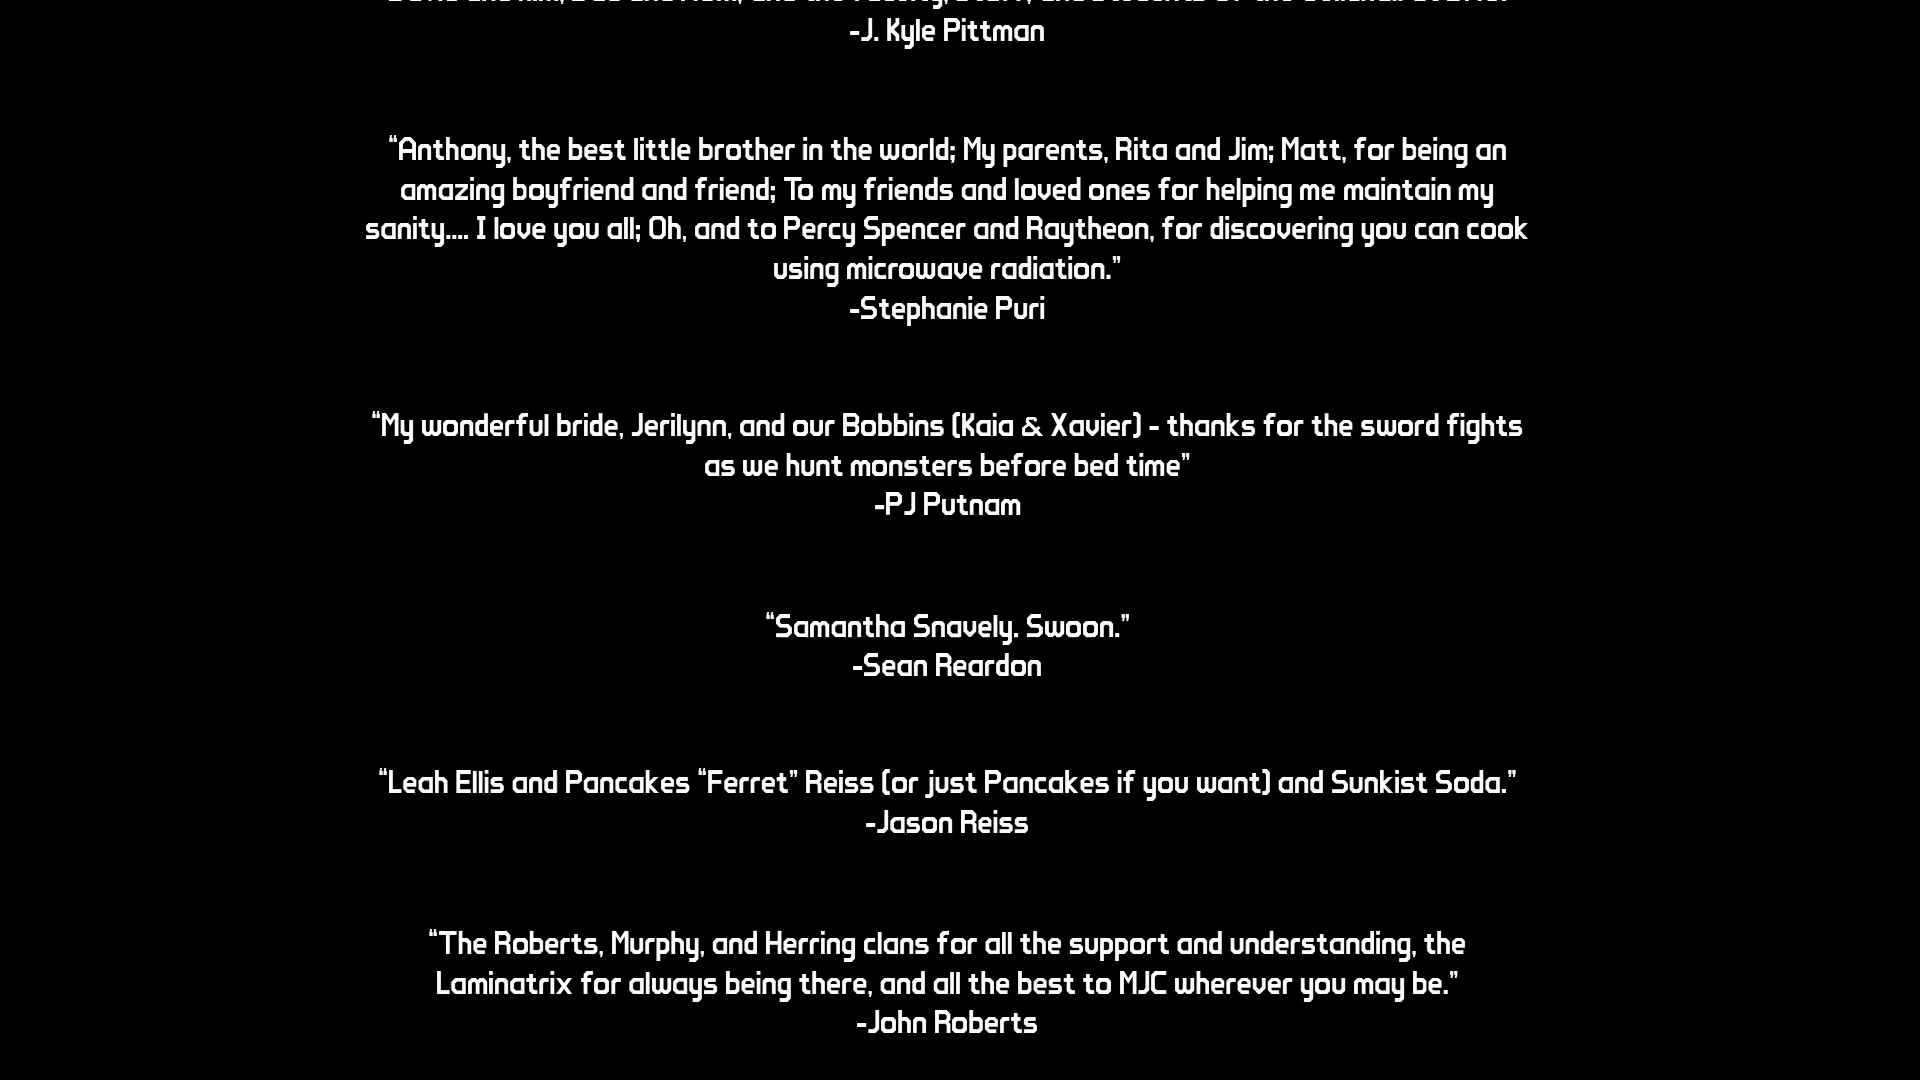 -J. Kyle Pittman
“Anthony, the best little brother in the world; My parents, Rita and Jim; Matt, for being an
amazing boyfriend and friend; To my friends and loved ones for helping me maintain my
sanity.... I love you all; Oh, and to Percy Spencer and Raytheon, for discovering you can cook
using microwave radiation.”
-Stephanie Puri
“My wonderful bride, Jerilynn, and our Bobbins (Kaia & Xavier) - thanks for the sword fights
as we hunt monsters before bed time”
-PJ Putnam
“Samantha Snavely. Swoon.”
-Sean Reardon
“Leah Ellis and Pancakes “Ferret” Reiss (or just Pancakes if you want) and Sunkist Soda.”
-Jason Reiss
“The Roberts, Murphy, and Herring clans for all the support and understanding, the
Laminatrix for always being there, and all the best to MJC wherever you may be.”
-John Roberts